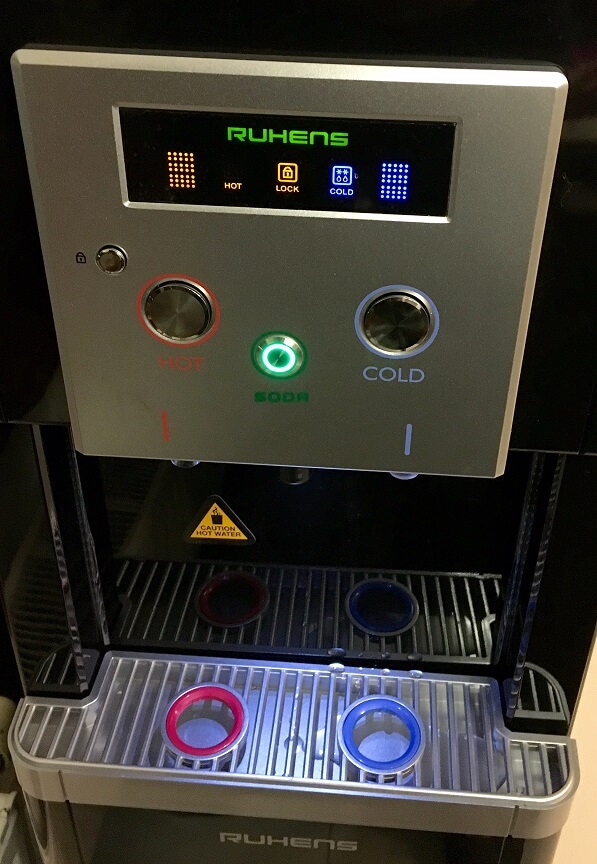 RUHENS
HOT
LOCK
COLD
HOT
COLD
SODA
CAUTION
HOT WATER
RUHENS